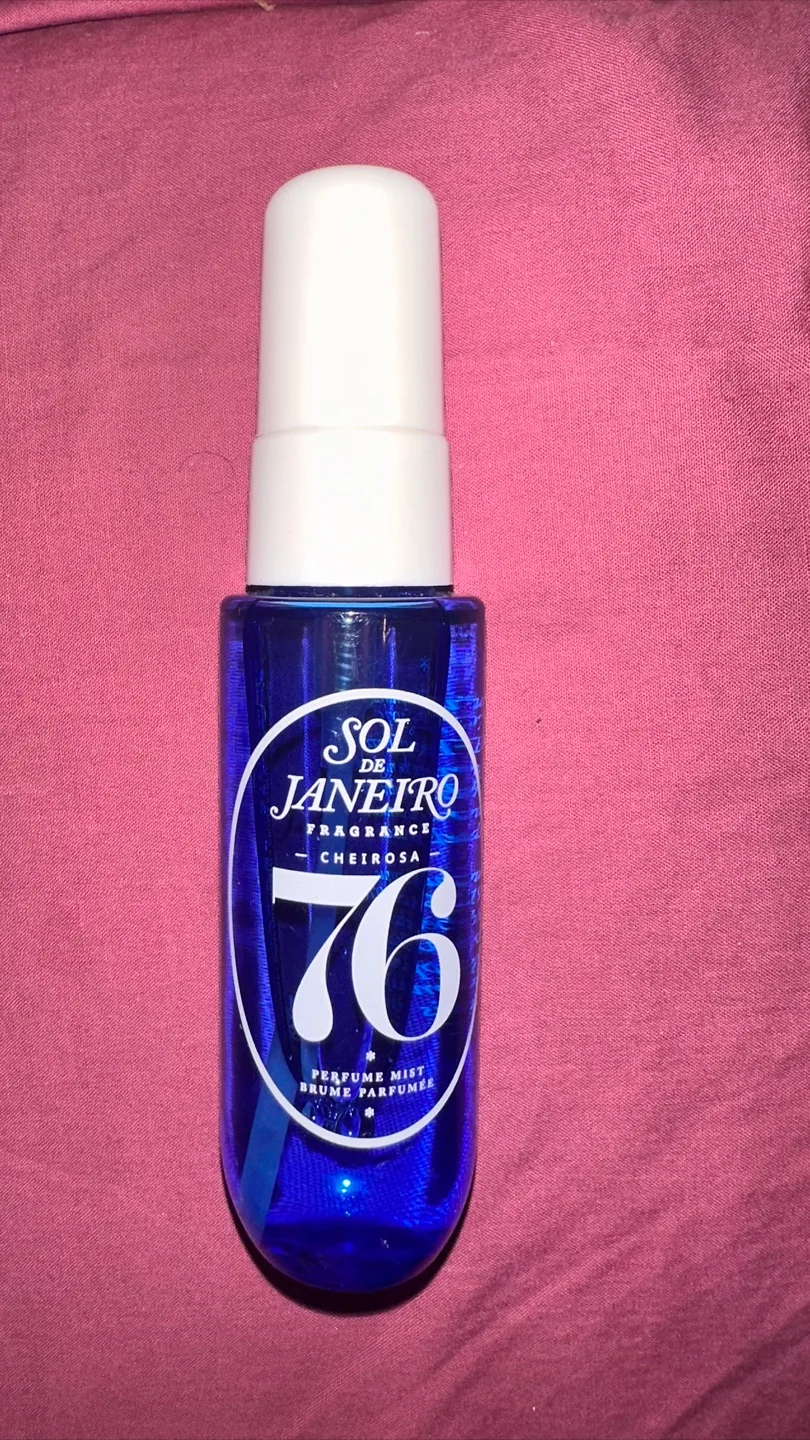 SOL
DE
JANEIRO
FRAGRANCE
— CHEIROSA —
76
PERFUME MIST
BRUME PARFUMÉE